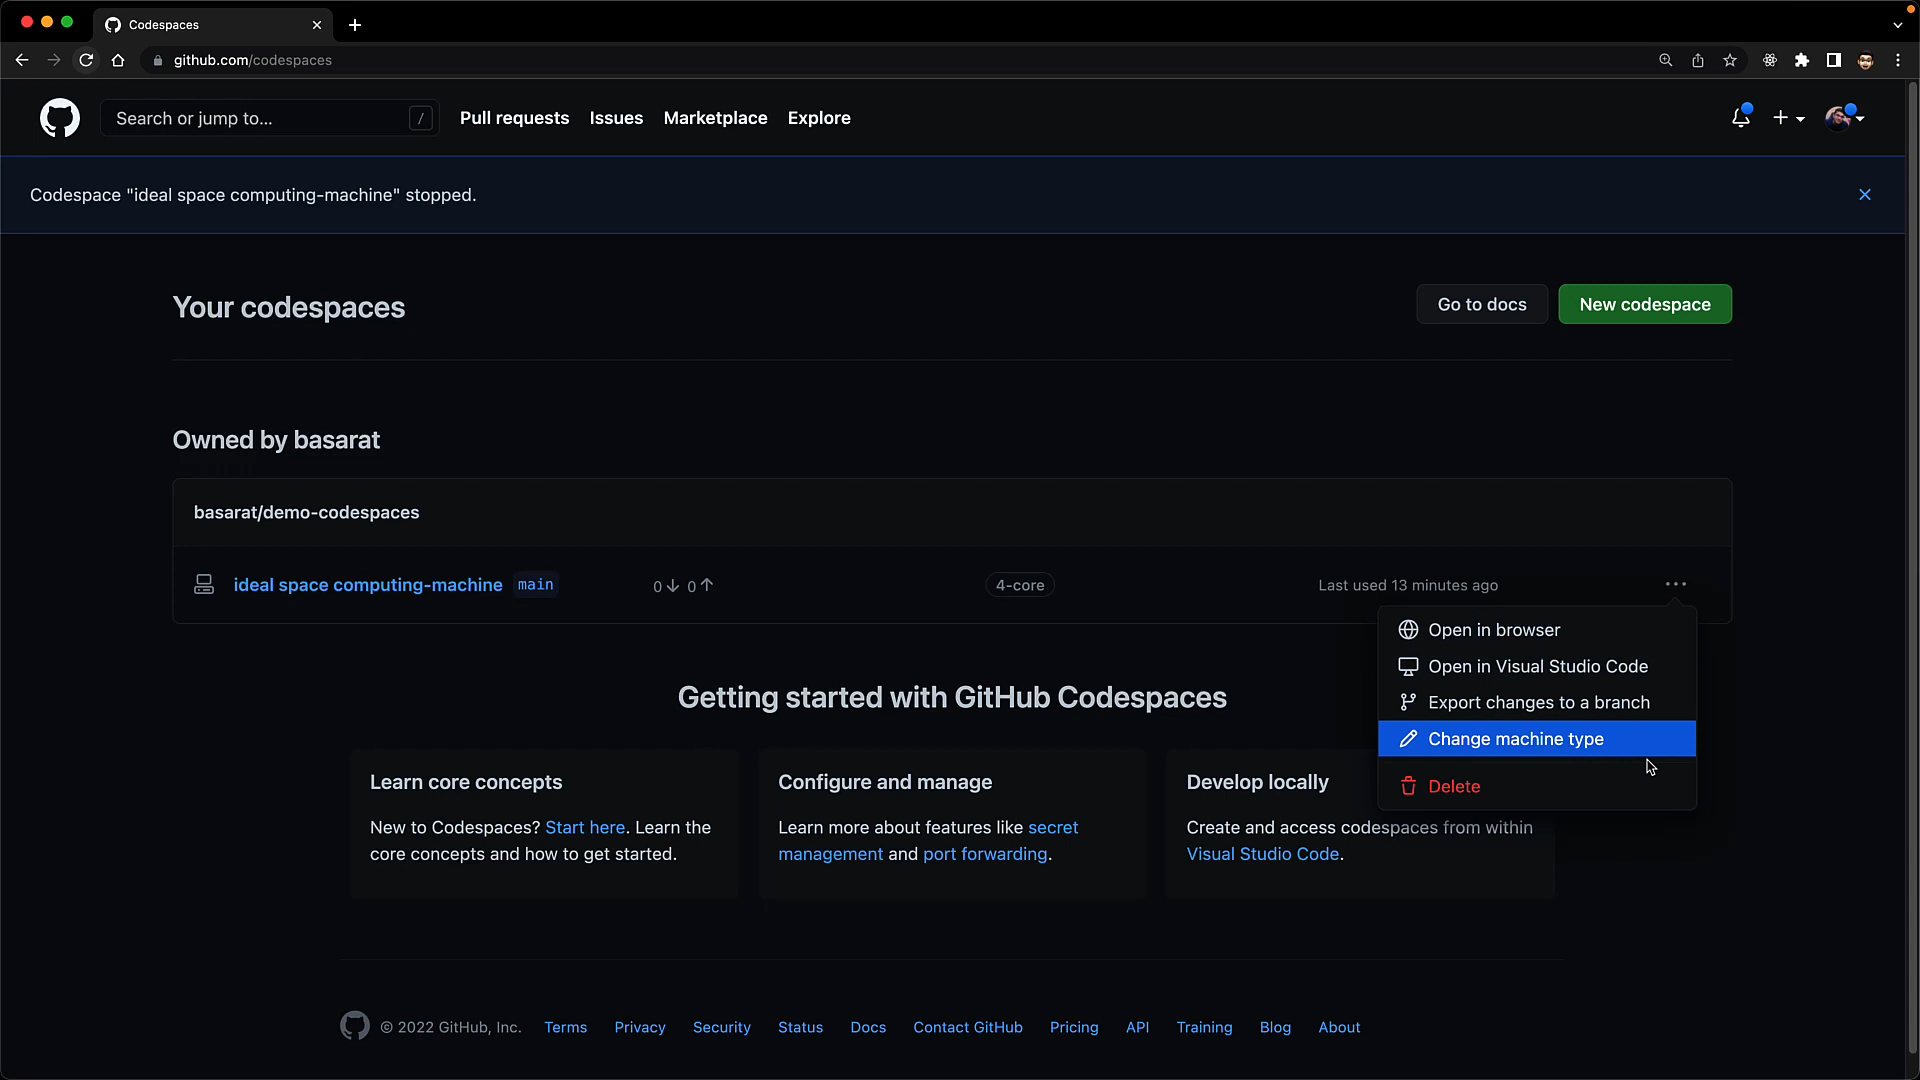 Codespaces
github.com/codespaces
Search or jump to...
/
Pull requests
Issues
Marketplace
Explore
Codespace "ideal space computing-machine" stopped.
Your codespaces
Go to docs
New codespace
Owned by basarat
basarat/demo-codespaces
ideal space computing-machine
main
0 0
4-core
Last used 13 minutes ago
Open in browser
Open in Visual Studio Code
Export changes to a branch
Change machine type
Delete
Getting started with GitHub Codespaces
Learn core concepts
New to Codespaces? Start here. Learn the
core concepts and how to get started.
Configure and manage
Learn more about features like secret
management and port forwarding.
Develop locally
Create and access codespaces from within
Visual Studio Code.
© 2022 GitHub, Inc.
Terms
Privacy
Security
Status
Docs
Contact GitHub
Pricing
API
Training
Blog
About